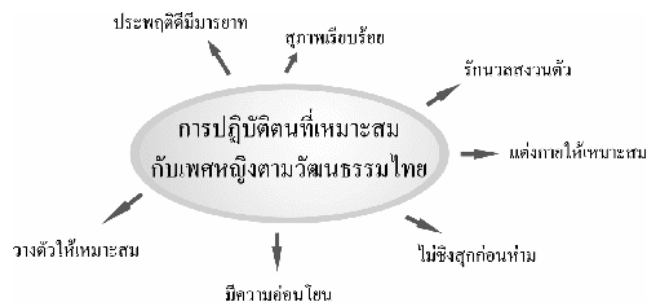 ประพฤติดีมีมารยาท
สุภาพเรียบร้อย
รักนวลสงวนตัว
การปฏิบัติตนที่เหมาะสม
กับเพศหญิงตามวัฒนธรรมไทย
แต่งกายให้เหมาะสม
วางตัวให้เหมาะสม
ไม่ชิงสุกก่อนห่าม
มีความอ่อนโยน